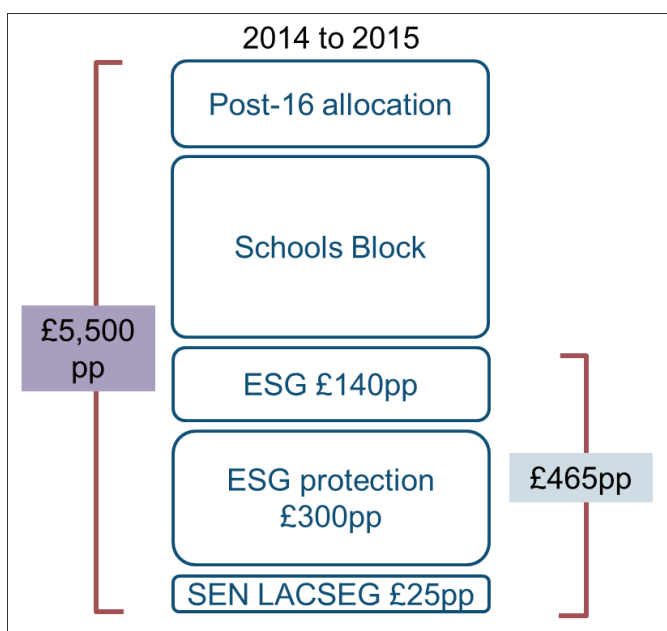 2014 to 2015
Post-16 allocation
Schools Block
£5,500
pp
ESG £140pp
ESG protection
£300pp
£465pp
SEN LACSEG £25pp